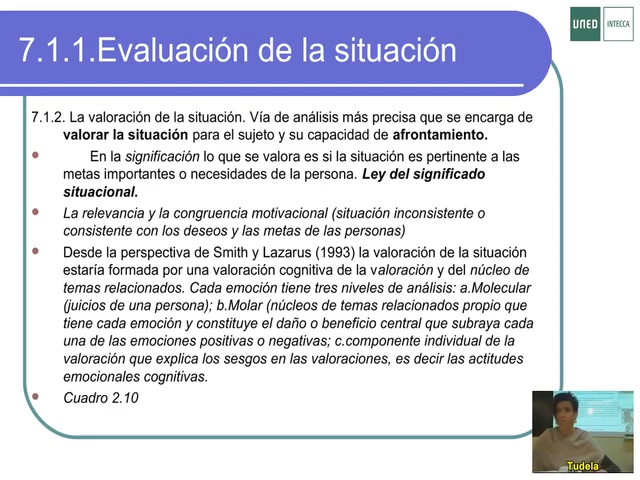 UNED INTECCA
7.1.1.Evaluación de la situación
7.1.2. La valoración de la situación. Vía de análisis más precisa que se encarga de
valorar la situación para el sujeto y su capacidad de afrontamiento.
En la significación lo que se valora es si la situación es pertinente a las
metas importantes o necesidades de la persona. Ley del significado
situacional.
La relevancia y la congruencia motivacional (situación inconsistente o
consistente con los deseos y las metas de las personas)
Desde la perspectiva de Smith y Lazarus (1993) la valoración de la situación
estaría formada por una valoración cognitiva de la valoración y del núcleo de
temas relacionados. Cada emoción tiene tres niveles de análisis: a.Molecular
(juicios de una persona); b.Molar (núcleos de temas relacionados propio que
tiene cada emoción y constituye el daño o beneficio central que subraya cada
una de las emociones positivas o negativas; c.componente individual de la
valoración que explica los sesgos en las valoraciones, es decir las actitudes
emocionales cognitivas.
Cuadro 2.10
Tudela